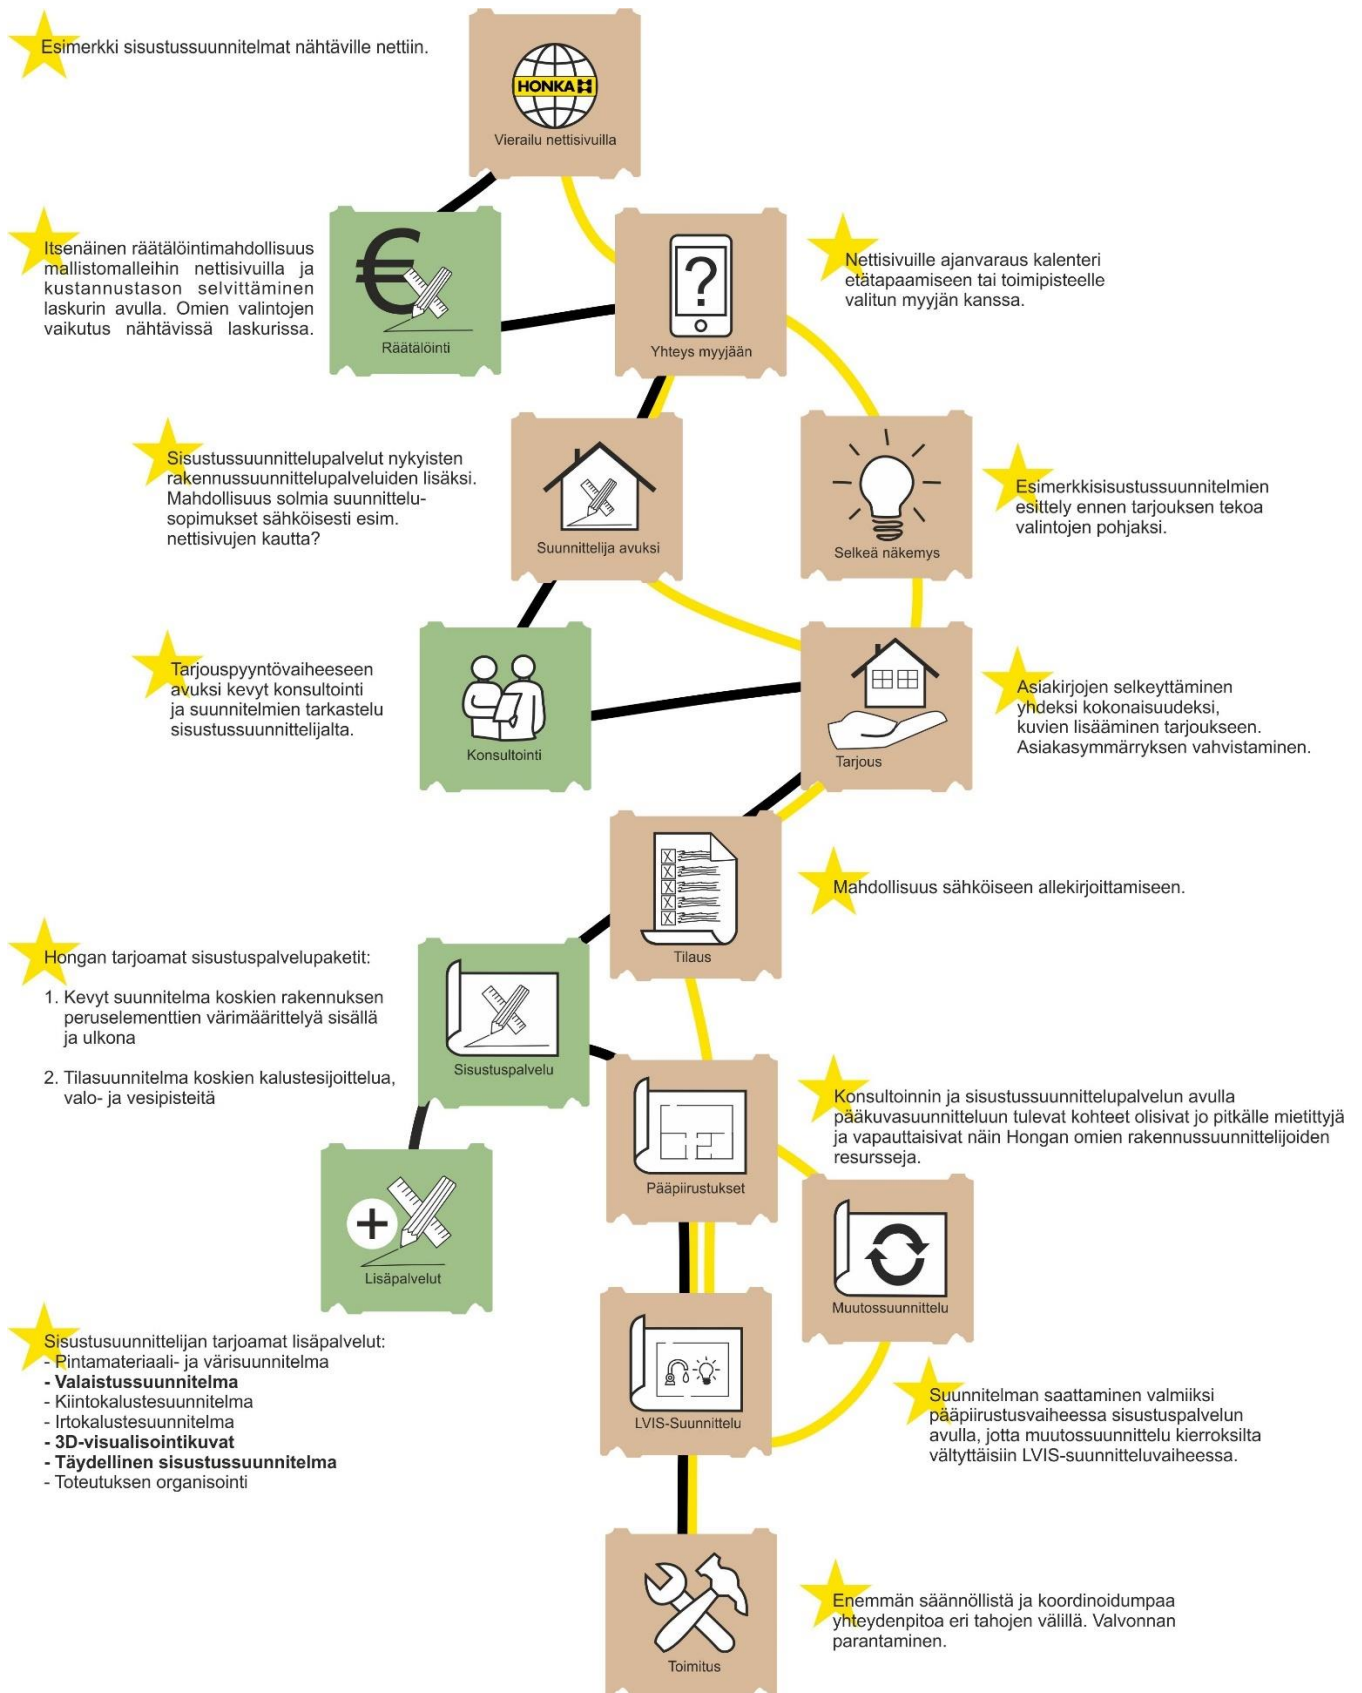 Esimerkki sisustussuunnitelmat nähtäville nettiin.
HONKA
Vierailu nettisivuilla
Itsenäinen räätälöintimahdollisuus
mallistomalleihin nettisivuilla ja
kustannustason selvittäminen
laskurin avulla. Omien valintojen
vaikutus nähtävissä laskurissa.
€
Räätälöinti
?
Yhteys myyjään
Nettisivuille ajanvaraus kalenteri
etätapaamiseen tai toimipisteelle
valitun myyjän kanssa.
Sisustussuunnittelupalvelut nykyisten
rakennussuunnittelupalveluiden lisäksi.
Mahdollisuus solmia suunnittelu-
sopimukset sähköisesti esim.
nettisivujen kautta?
Suunnittelija avuksi
Selkeä näkemys
Esimerkkisisustussuunnitelmien
esittely ennen tarjouksen tekoa
valintojen pohjaksi.
Tarjouspyyntövaiheeseen
avuksi kevyt konsultointi
ja suunnitelmien tarkastelu
sisustussuunnittelijalta.
Konsultointi
Tarjous
Asiakirjojen selkeyttäminen
yhdeksi kokonaisuudeksi,
kuvien lisääminen tarjoukseen.
Asiakasymmärryksen vahvistaminen.
Tilaus
Mahdollisuus sähköiseen allekirjoittamiseen.
Hongan tarjoamat sisustuspalvelupaketit:
1. Kevyt suunnitelma koskien rakennuksen
peruselementtien värimäärittelyä sisällä
ja ulkona
2. Tilasuunnitelma koskien kalustesijoittelua,
valo- ja vesipisteitä
Sisustuspalvelu
Pääpiirustukset
Konsultoinnin ja sisustussuunnittelupalvelun avulla
pääkuvasuunnitteluun tulevat kohteet olisivat jo pitkälle mietittyjä
ja vapauttaisivat näin Hongan omien rakennussuunnittelijoiden
resursseja.
+
Lisäpalvelut
Muutossuunnittelu
Sisustusuunnittelijan tarjoamat lisäpalvelut:
- Pintamateriaali- ja värisuunnitelma
- Valaistussuunnitelma
- Kiintokalustesuunnitelma
- Irtokalustesuunnitelma
- 3D-visualisointikuvat
- Täydellinen sisustussuunnitelma
- Toteutuksen organisointi
LVIS-Suunnittelu
Suunnitelman saattaminen valmiiksi
pääpiirustusvaiheessa sisustuspalvelun
avulla, jotta muutossuunnittelu kierroksilta
vältyttäisiin LVIS-suunnitteluvaiheessa.
Toimitus
Enemmän säännöllistä ja koordinoidumpaa
yhteydenpitoa eri tahojen välillä. Valvonnan
parantaminen.